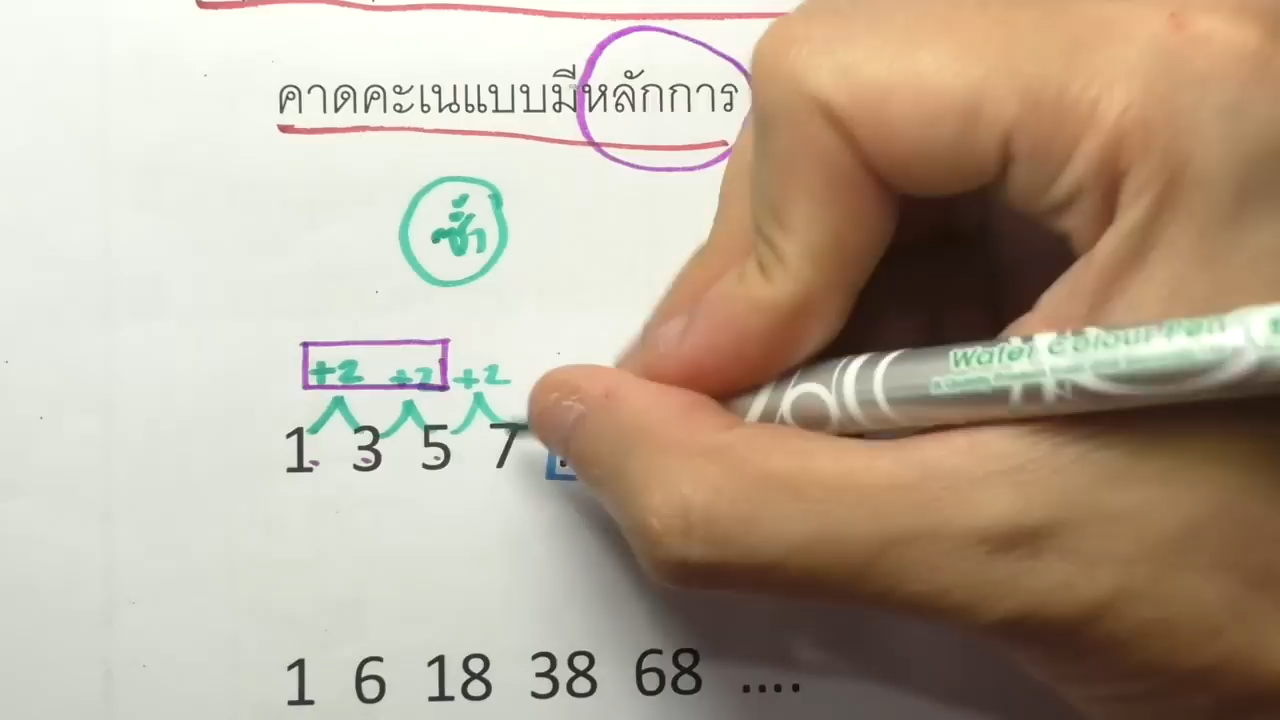 คาดคะเนแบบมีหลักการ
ซ้ำ
+2 +2 +2
1 3 5 7
Water Colour Pen
1 6 18 38 68 ....